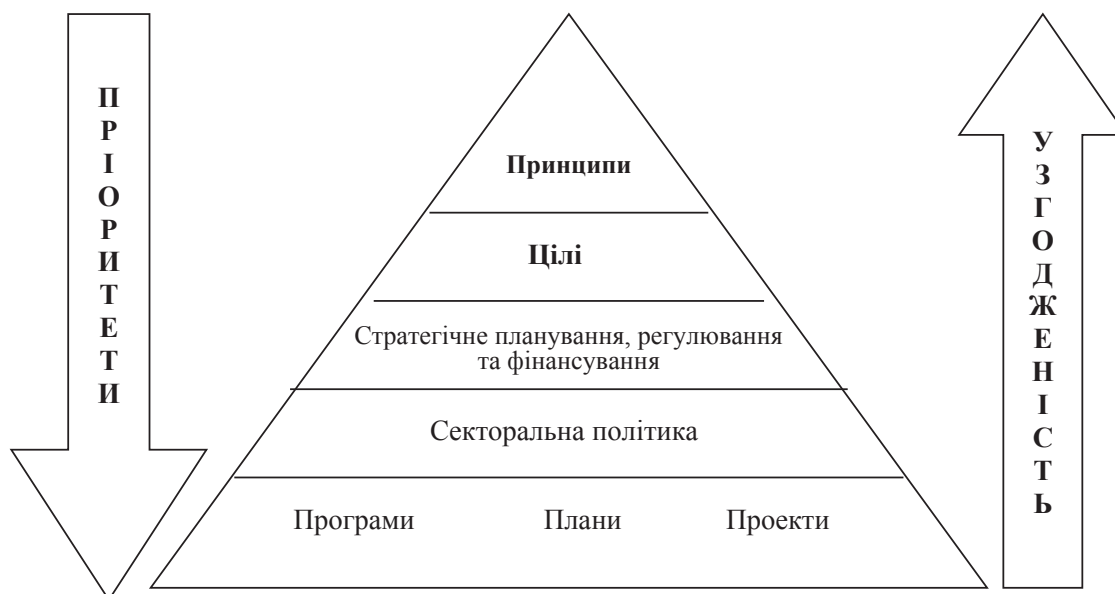 ПРІОРИТЕТИ
Принципи
Цілі
Стратегічне планування, регулювання
та фінансування
Секторальна політика
Програми Плани Проекти
УЗГОДЖЕНІСТЬ